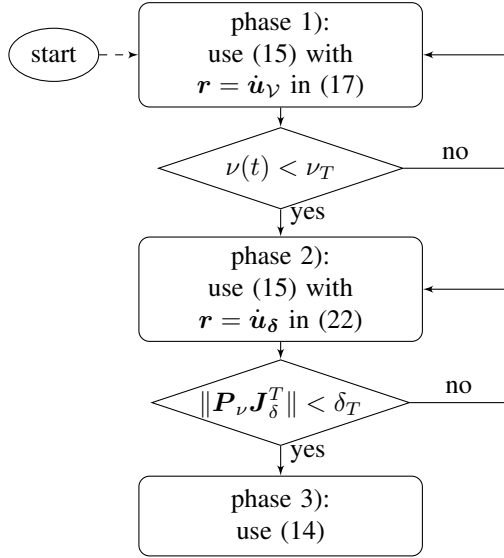 start
phase 1):
use (15) with
r = u̇_𝒱 in (17)
ν(t) < ν_T
no
yes
phase 2):
use (15) with
r = u̇_δ in (22)
‖P_ν J_δ^T‖ < δ_T
no
yes
phase 3):
use (14)